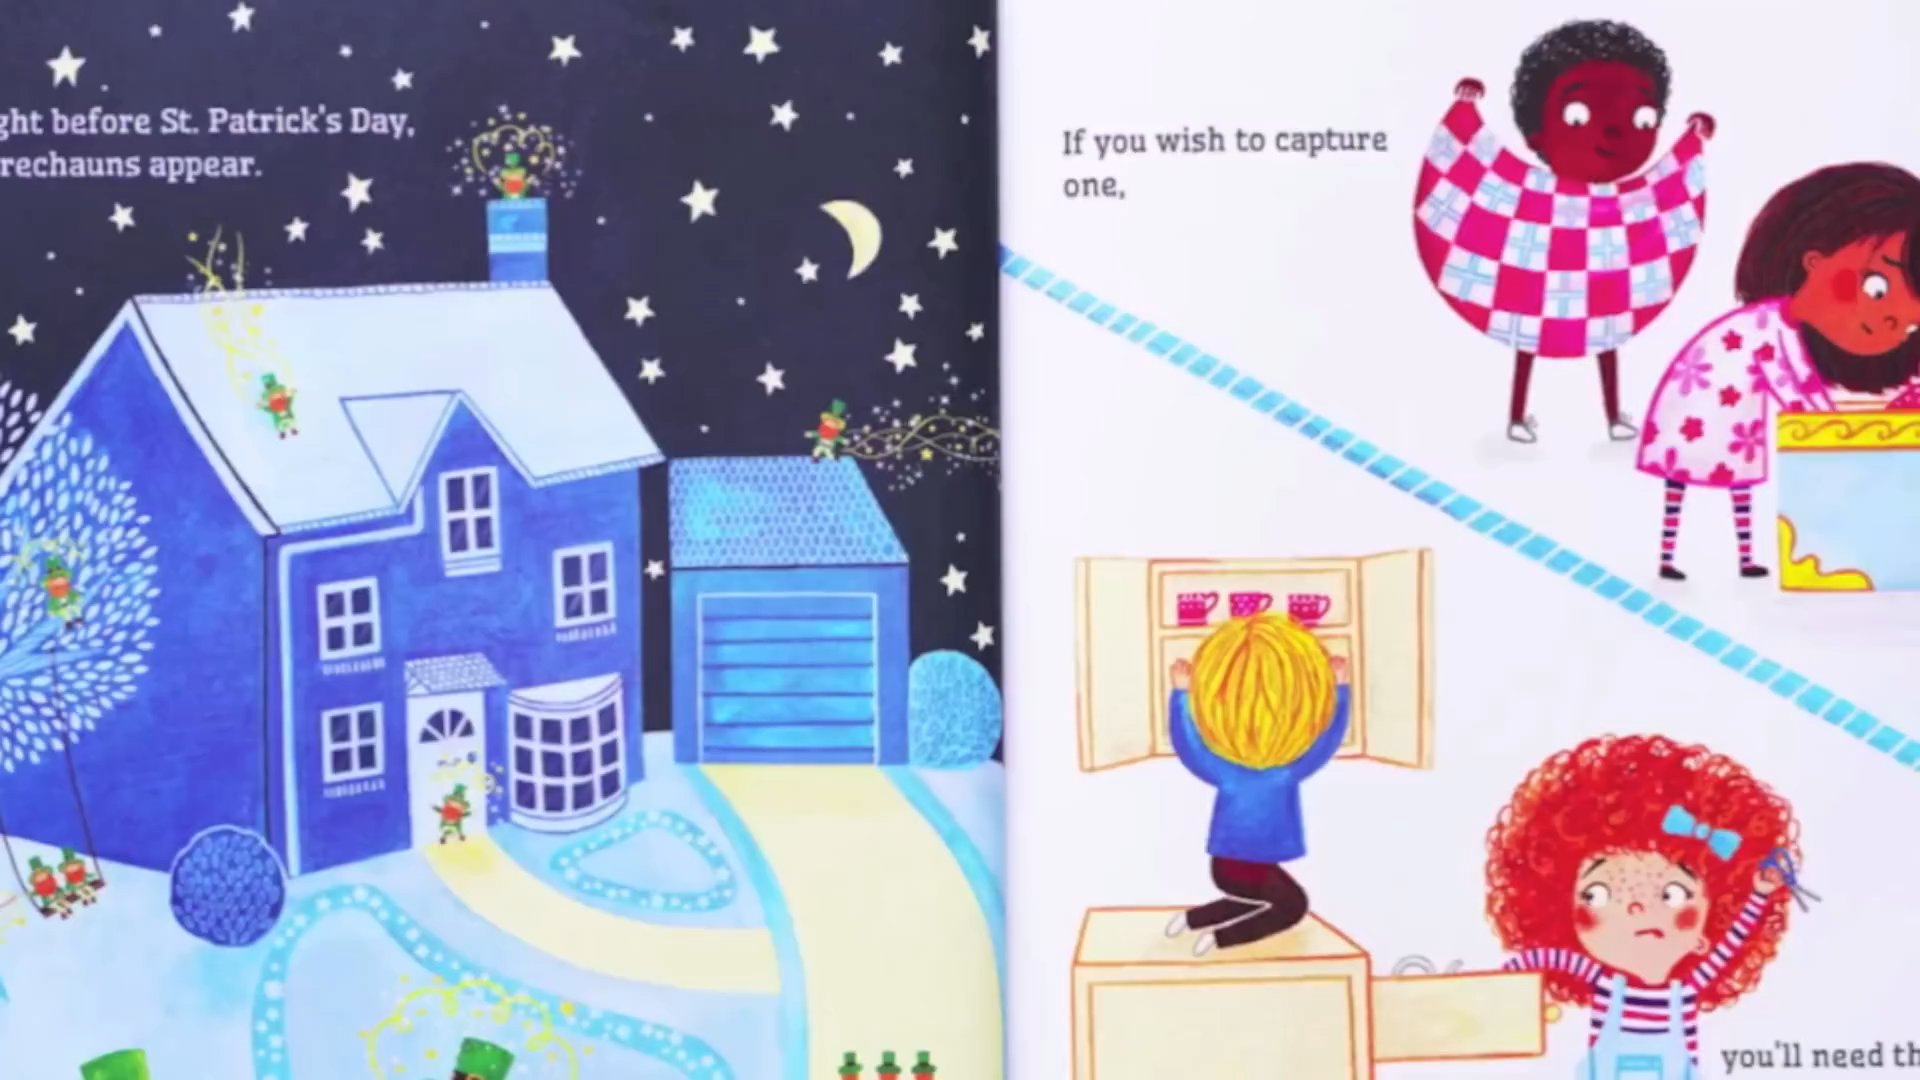 ght before St. Patrick's Day,
rechauns appear.
If you wish to capture
one,
you'll need th